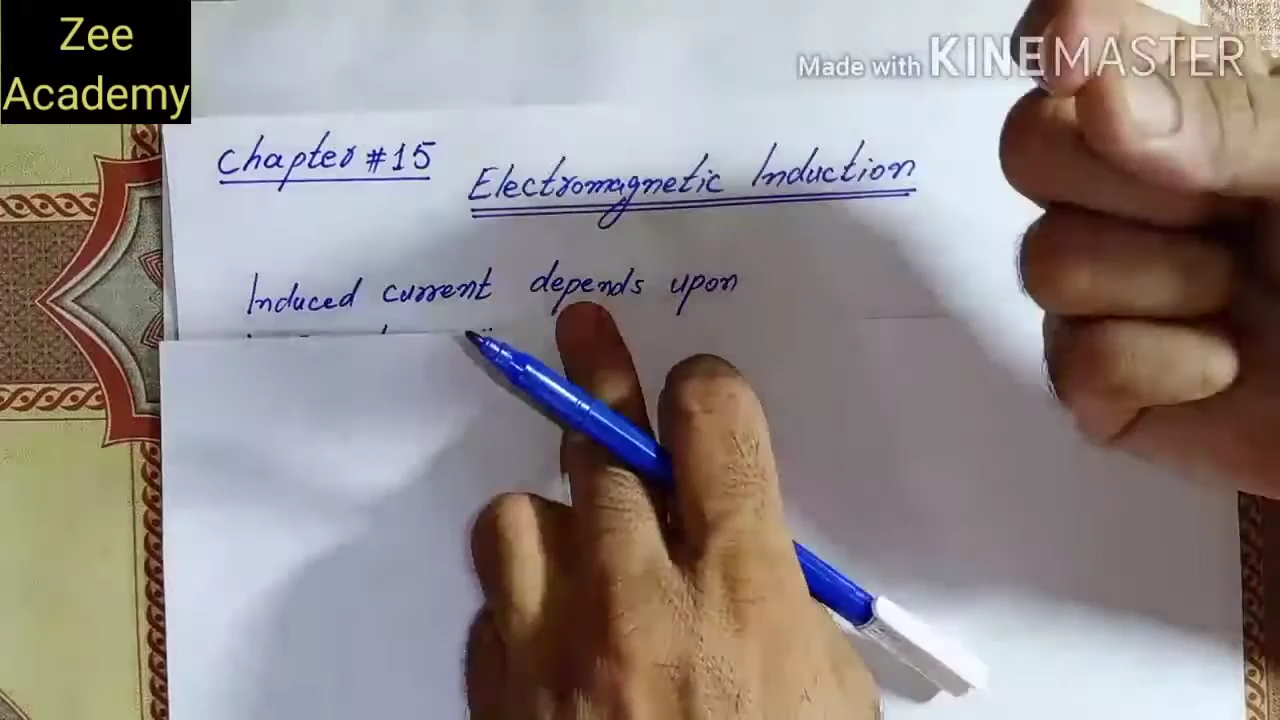 Zee
Academy
Made with KINEMASTER
Chapter #15
Electromagnetic Induction
Induced current depends upon